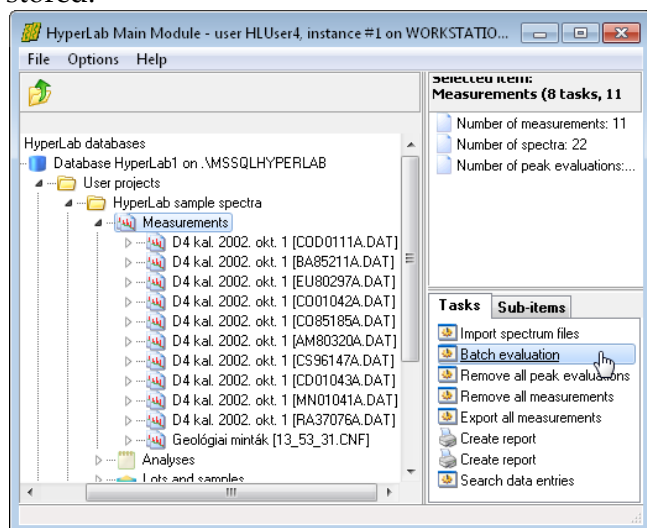 stored.
HyperLab Main Module - user HLUser4, instance #1 on WORKSTATIO...
File Options Help
HyperLab databases
Database HyperLab1 on .\MSSQLHYPERLAB
User projects
HyperLab sample spectra
Measurements
D4 kal. 2002. okt. 1 [COD0111A.DAT]
D4 kal. 2002. okt. 1 [BA85211A.DAT]
D4 kal. 2002. okt. 1 [EU80297A.DAT]
D4 kal. 2002. okt. 1 [CO01042A.DAT]
D4 kal. 2002. okt. 1 [CO85185A.DAT]
D4 kal. 2002. okt. 1 [AM80320A.DAT]
D4 kal. 2002. okt. 1 [CS96147A.DAT]
D4 kal. 2002. okt. 1 [CD01043A.DAT]
D4 kal. 2002. okt. 1 [MN01041A.DAT]
D4 kal. 2002. okt. 1 [RA37076A.DAT]
Geológiai minták [13_53_31.CNF]
Analyses
Lots and samples
Selected item:
Measurements (8 tasks, 11
Number of measurements: 11
Number of spectra: 22
Number of peak evaluations:...
Tasks Sub-items
Import spectrum files
Batch evaluation
Remove all peak evaluations
Remove all measurements
Export all measurements
Create report
Create report
Search data entries